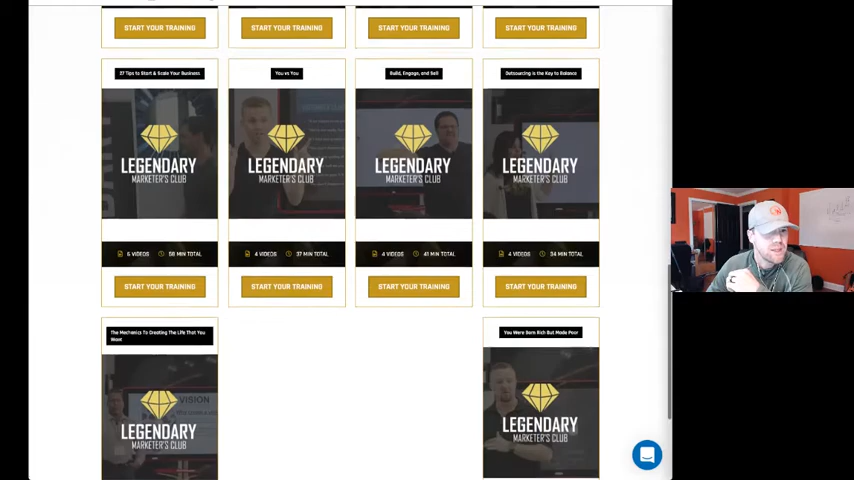 START YOUR TRAINING
START YOUR TRAINING
START YOUR TRAINING
START YOUR TRAINING
27 Tips to Start & Scale Your Business
You vs You
Build, Engage, and Sell
Outsourcing is the Key to Balance
LEGENDARY
MARKETER'S CLUB
LEGENDARY
MARKETER'S CLUB
LEGENDARY
MARKETER'S CLUB
LEGENDARY
MARKETER'S CLUB
6 VIDEOS 58 MIN TOTAL
4 VIDEOS 37 MIN TOTAL
4 VIDEOS 41 MIN TOTAL
4 VIDEOS 34 MIN TOTAL
START YOUR TRAINING
START YOUR TRAINING
START YOUR TRAINING
START YOUR TRAINING
The Mechanics To Creating The Life That You
Want
You Were Born Rich But Made Poor
VISION
LEGENDARY
MARKETER'S CLUB
LEGENDARY
MARKETER'S CLUB